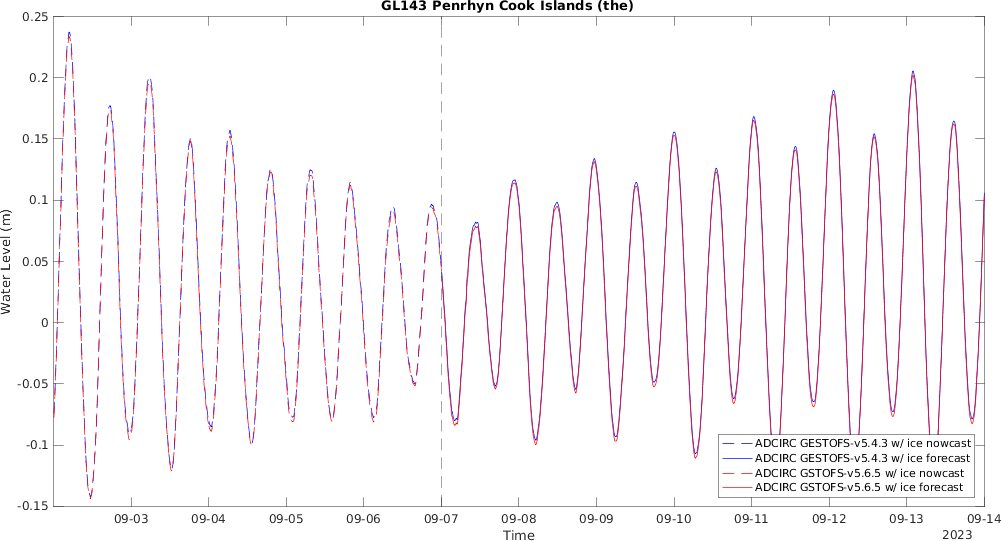 GL143 Penrhyn Cook Islands (the)
0.25
0.2
0.15
0.1
0.05
0
-0.05
-0.1
-0.15
Water Level (m)
ADCIRC GESTOFS-v5.4.3 w/ ice nowcast
ADCIRC GESTOFS-v5.4.3 w/ ice forecast
ADCIRC GSTOFS-v5.6.5 w/ ice nowcast
ADCIRC GSTOFS-v5.6.5 w/ ice forecast
09-03 09-04 09-05 09-06 09-07 09-08 09-09 09-10 09-11 09-12 09-13 09-14
Time
2023